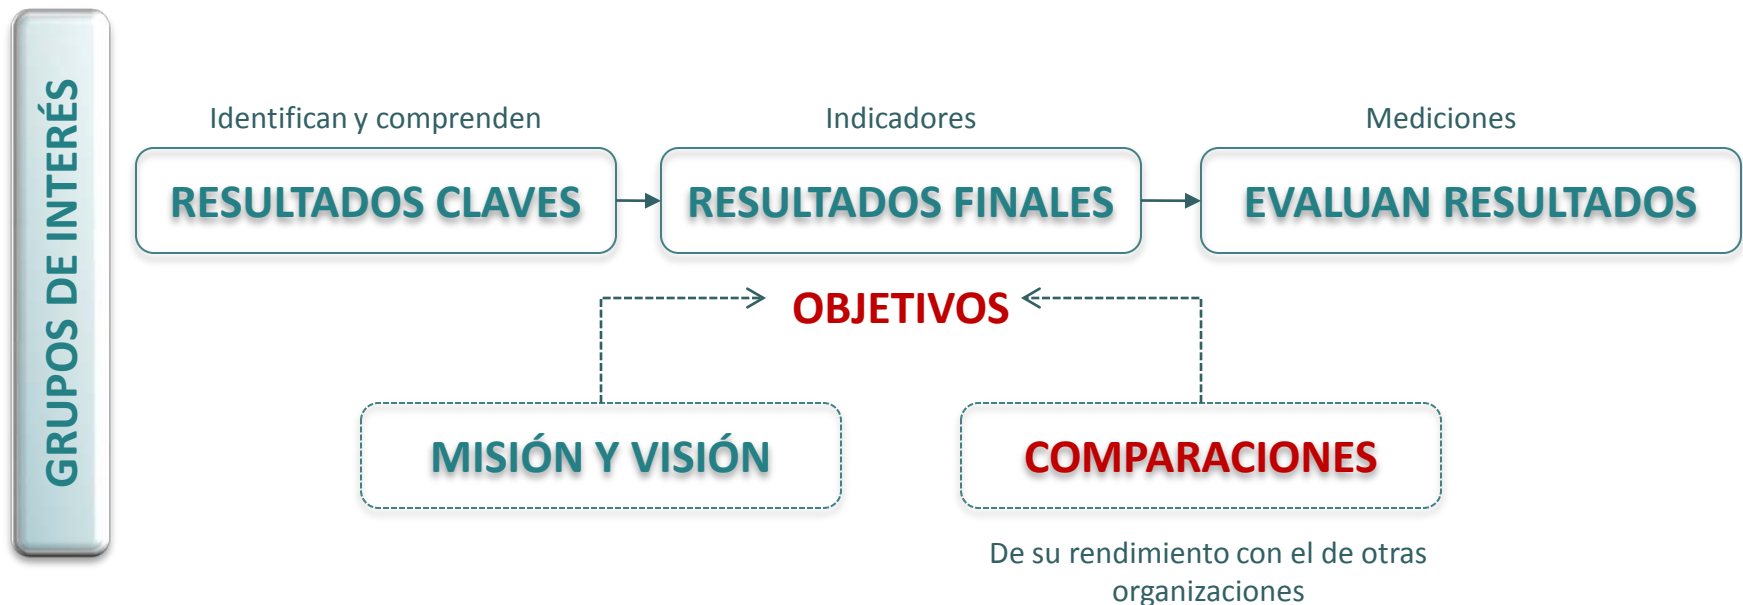 GRUPOS DE INTERÉS
Identifican y comprenden
RESULTADOS CLAVES
Indicadores
RESULTADOS FINALES
Mediciones
EVALUAN RESULTADOS
OBJETIVOS
MISIÓN Y VISIÓN
COMPARACIONES
De su rendimiento con el de otras
organizaciones